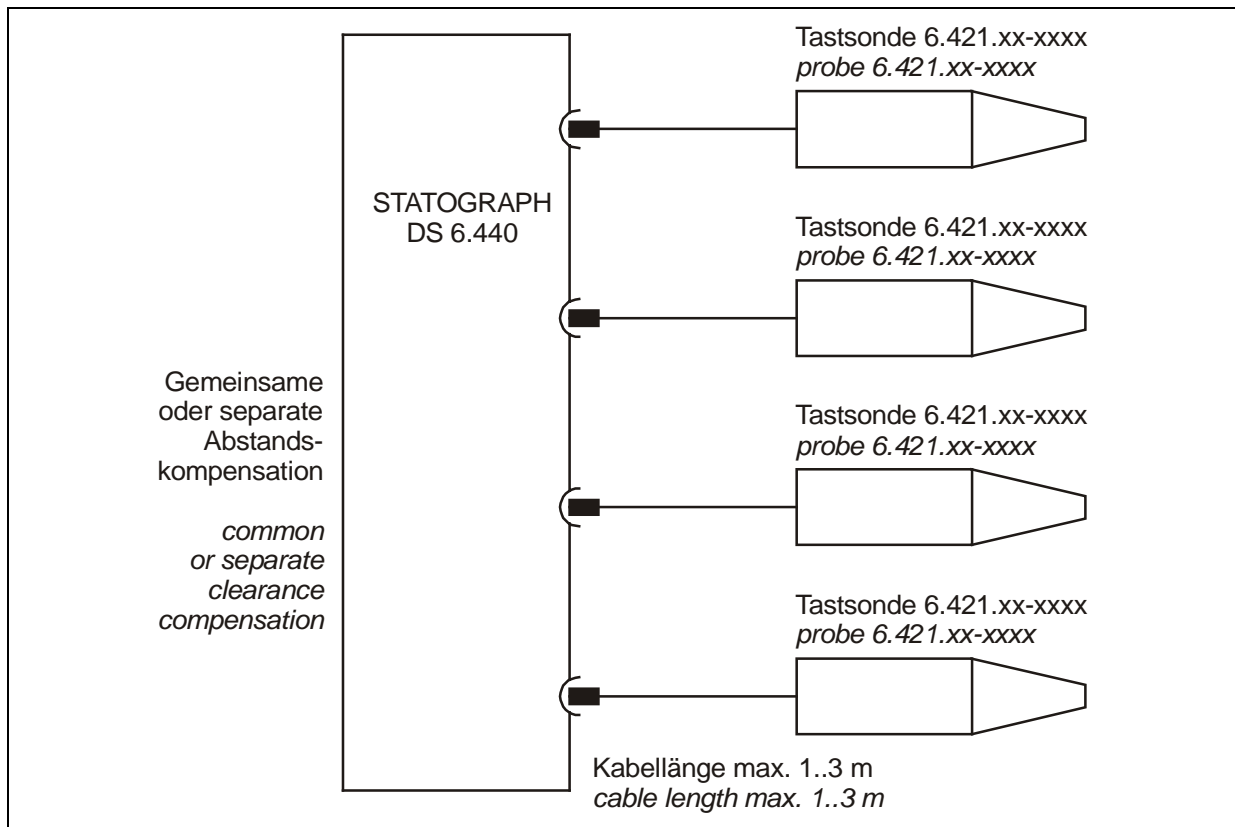 Tastsonde 6.421.xx-xxxx
probe 6.421.xx-xxxx
STATOGRAPH
DS 6.440
Tastsonde 6.421.xx-xxxx
probe 6.421.xx-xxxx
Gemeinsame
oder separate
Abstands-
kompensation
common
or separate
clearance
compensation
Tastsonde 6.421.xx-xxxx
probe 6.421.xx-xxxx
Tastsonde 6.421.xx-xxxx
probe 6.421.xx-xxxx
Kabellänge max. 1..3 m
cable length max. 1..3 m